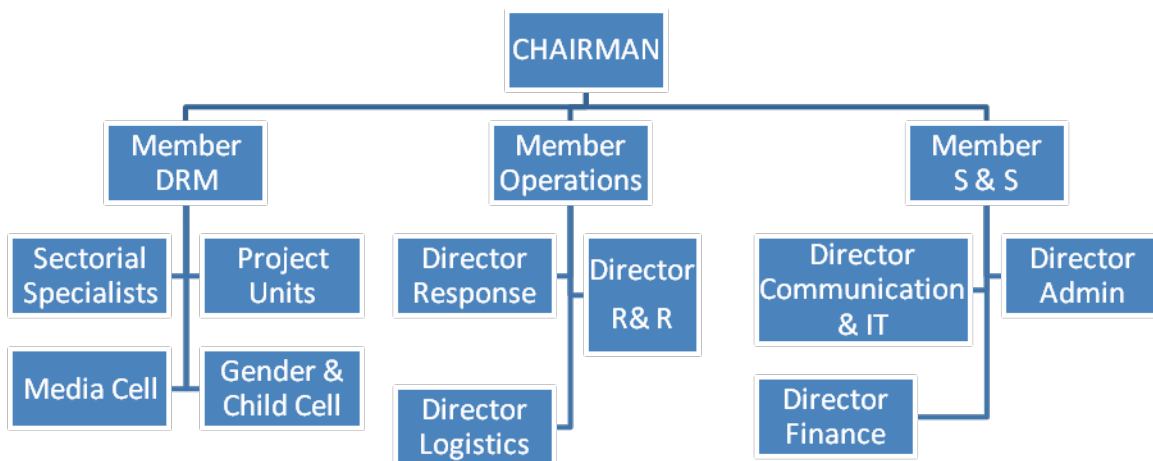 CHAIRMAN
Member
DRM
Member
Operations
Member
S & S
Sectorial
Specialists
Project
Units
Director
Response
Director
R& R
Director
Communication
& IT
Director
Admin
Media Cell
Gender &
Child Cell
Director
Logistics
Director
Finance